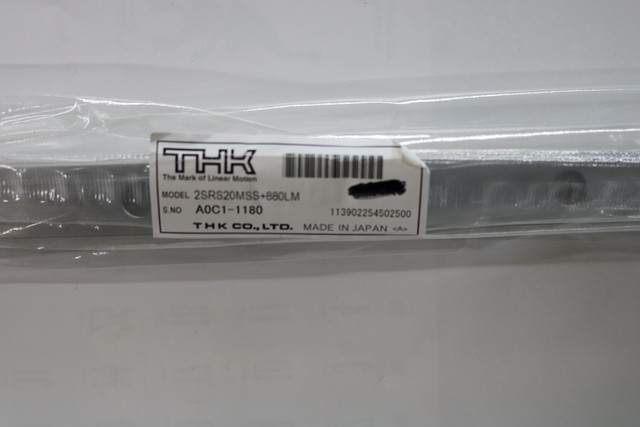 THK
The Mark of Linear Motion
MODEL 2SRS20MSS+880LM
S.NO A0C1-1180
113902254502500
THK CO., LTD. MADE IN JAPAN <A>